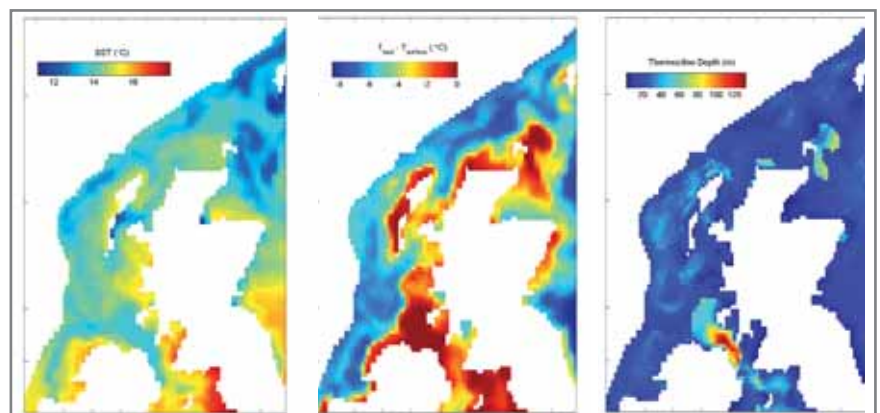 SST (°C)
12 14 16
T - T (°C)
-8 -6 -4 -2 0
Thermocline Depth (m)
20 40 60 80 100 120